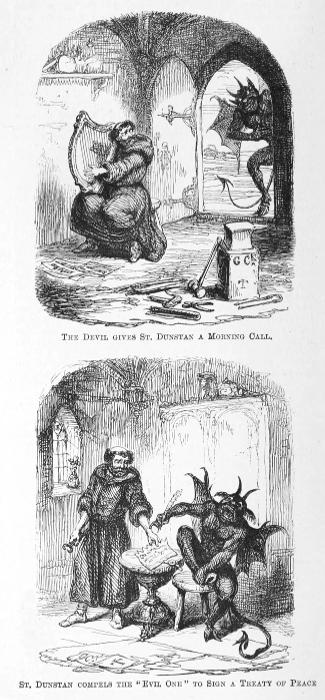 THE DEVIL GIVES ST. DUNSTAN A MORNING CALL.
ST. DUNSTAN COMPELS THE "EVIL ONE" TO SIGN A TREATY OF PEACE